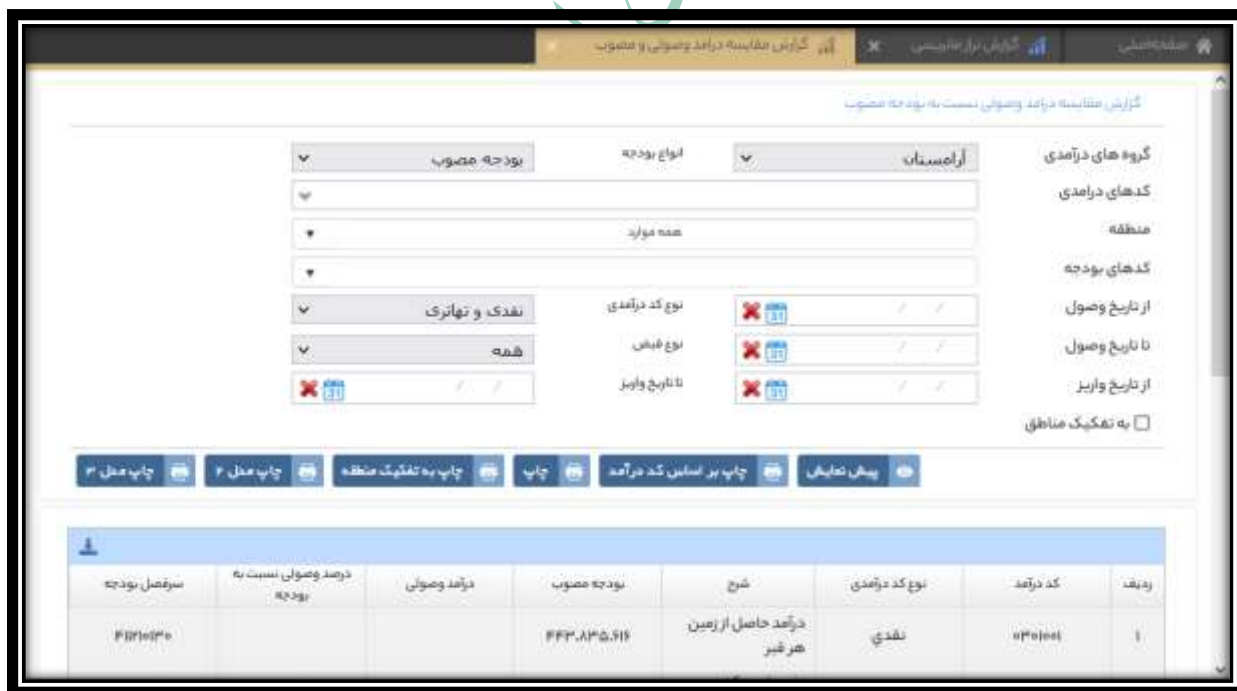 صفحه‌اصلی گزارش تراز ماتریسی × گزارش مقایسه درآمد وصولی و مصوب ×
گزارش مقایسه درآمد وصولی نسبت به بودجه مصوب
گروه های درآمدی آرامستان انواع بودجه بودجه مصوب
کدهای درامدی
منطقه همه موارد
کدهای بودجه
از تاریخ وصول / / نوع کد درآمدی نقدی و تهاتری
تا تاریخ وصول / / نوع قبض همه
از تاریخ واریز / / تا تاریخ واریز / /
به تفکیک مناطق
پیش نمایش چاپ بر اساس کد درآمد چاپ چاپ به تفکیک منطقه چاپ مدل ۲ چاپ مدل ۳
ردیف کد درآمد نوع کد درآمدی شرح بودجه مصوب درآمد وصولی درصد وصولی نسبت به بودجه سرفصل بودجه
۱ ۰۳۰۱۰۰۱ نقدي درآمد حاصل از زمین هر قبر